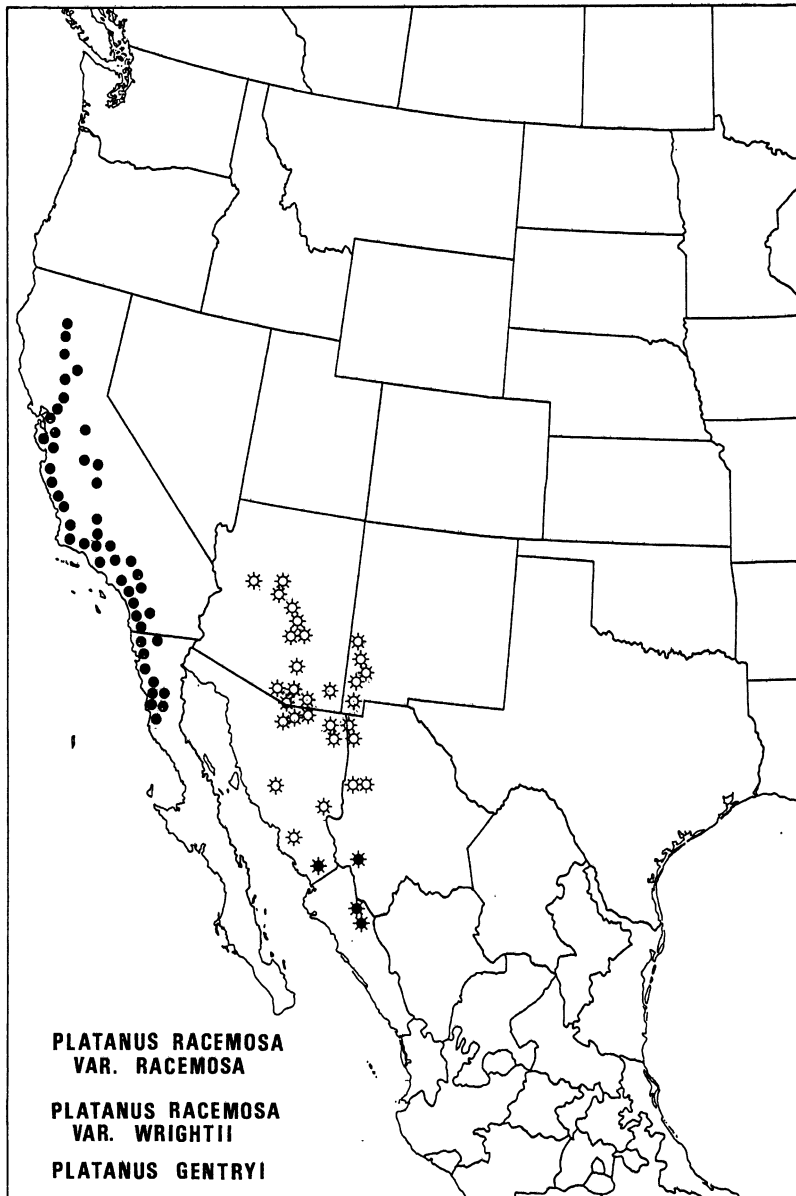 PLATANUS RACEMOSA
VAR. RACEMOSA
PLATANUS RACEMOSA
VAR. WRIGHTII
PLATANUS GENTRYI